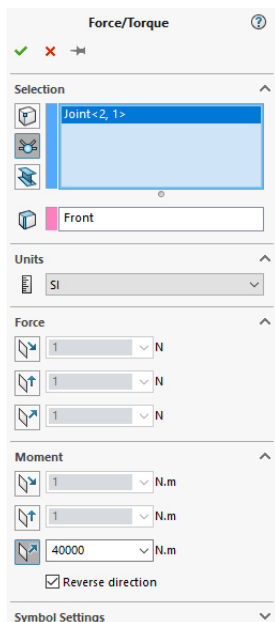 Force/Torque
Selection
Joint<2, 1>
Front
Units
SI
Force
1 N
1 N
1 N
Moment
1 N.m
1 N.m
40000 N.m
Reverse direction
Symbol Settings